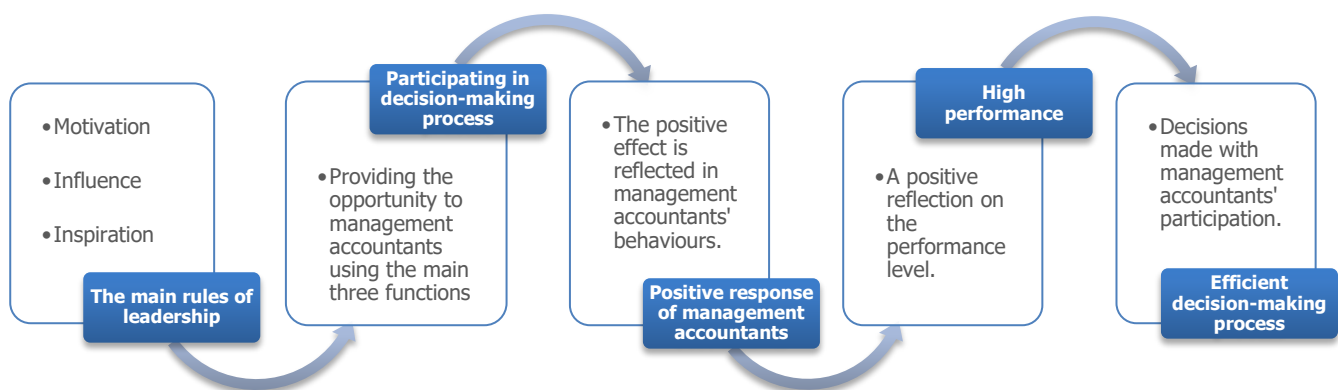 •Motivation
•Influence
•Inspiration
The main rules of
leadership
Participating in
decision-making
process
•Providing the
opportunity to
management
accountants
using the main
three functions
•The positive
effect is
reflected in
management
accountants'
behaviours.
Positive response
of management
accountants
High
performance
•A positive
reflection on
the
performance
level.
•Decisions
made with
management
accountants'
participation.
Efficient
decision-making
process